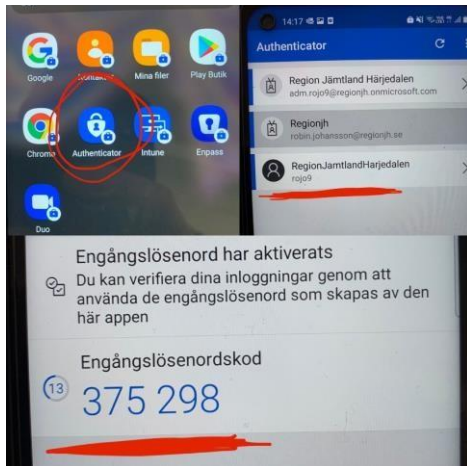 Google
Kontakter
Mina filer
Play Butik
Chrome
Authenticator
Intune
Enpass
Duo
14:17
Authenticator
Region Jämtland Härjedalen
adm.rojo9@regionjh.onmicrosoft.com
Regionjh
robin.johansson@regionjh.se
RegionJamtlandHarjedalen
rojo9
Engångslösenord har aktiverats
Du kan verifiera dina inloggningar genom att
använda de engångslösenord som skapas av den
här appen
Engångslösenordskod
13
375 298